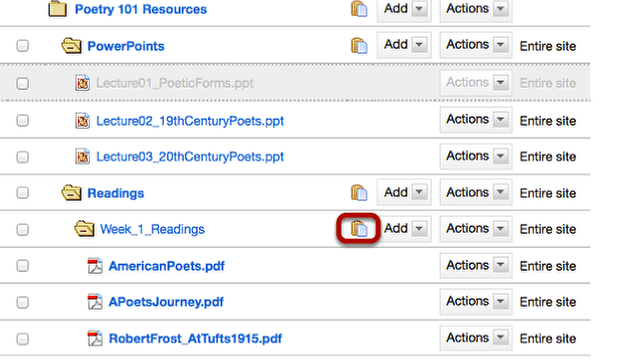 Poetry 101 Resources Add Actions
PowerPoints Add Actions Entire site
Lecture01_PoeticForms.ppt Actions Entire site
Lecture02_19thCenturyPoets.ppt Actions Entire site
Lecture03_20thCenturyPoets.ppt Actions Entire site
Readings Add Actions Entire site
Week_1_Readings Add Actions Entire site
AmericanPoets.pdf Actions Entire site
APoetsJourney.pdf Actions Entire site
RobertFrost_AtTufts1915.pdf Actions Entire site